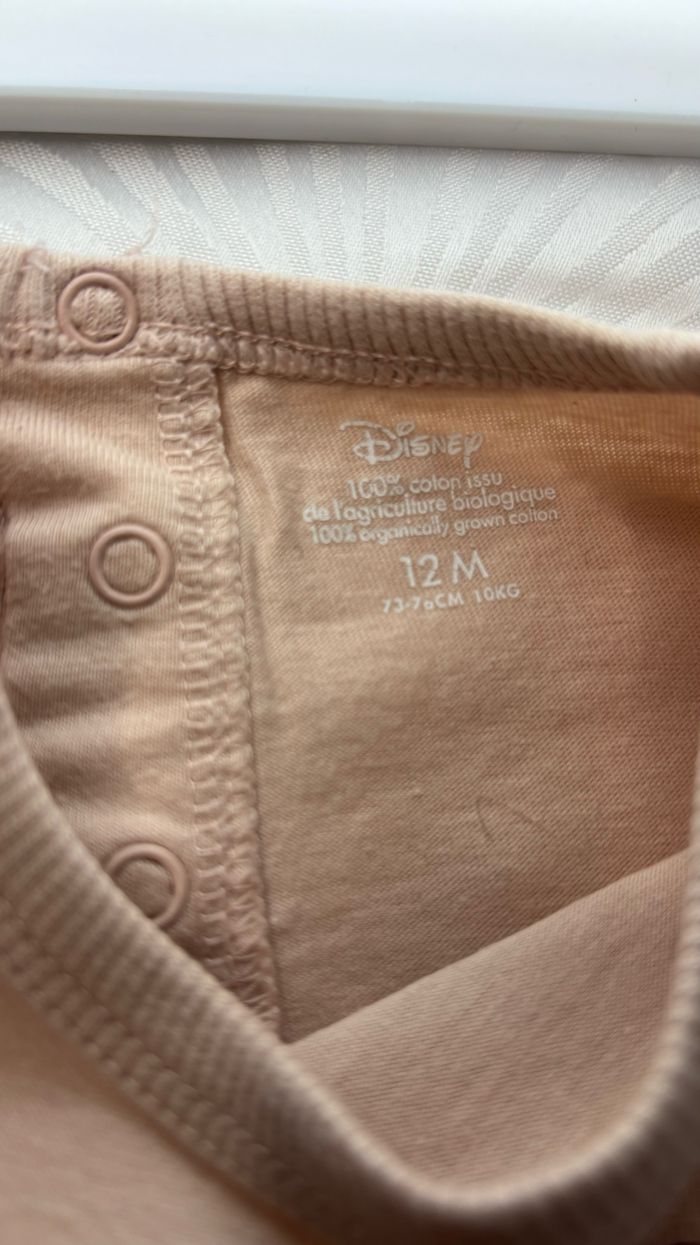 Disney
100% coton issu
de l'agriculture biologique
100% organically grown cotton
12 M
73-76CM 10KG